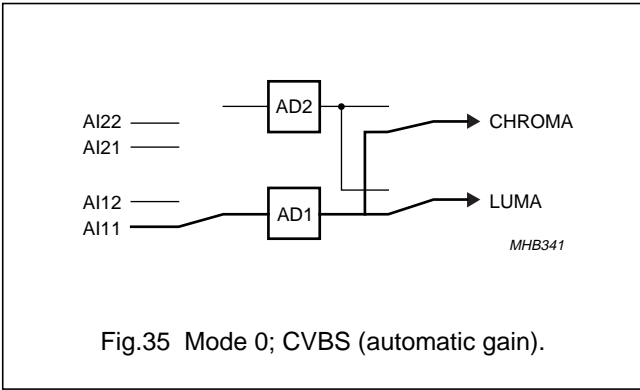 AD2
AI22
CHROMA
AI21
AI12
LUMA
AI11
AD1
MHB341
Fig.35 Mode 0; CVBS (automatic gain).